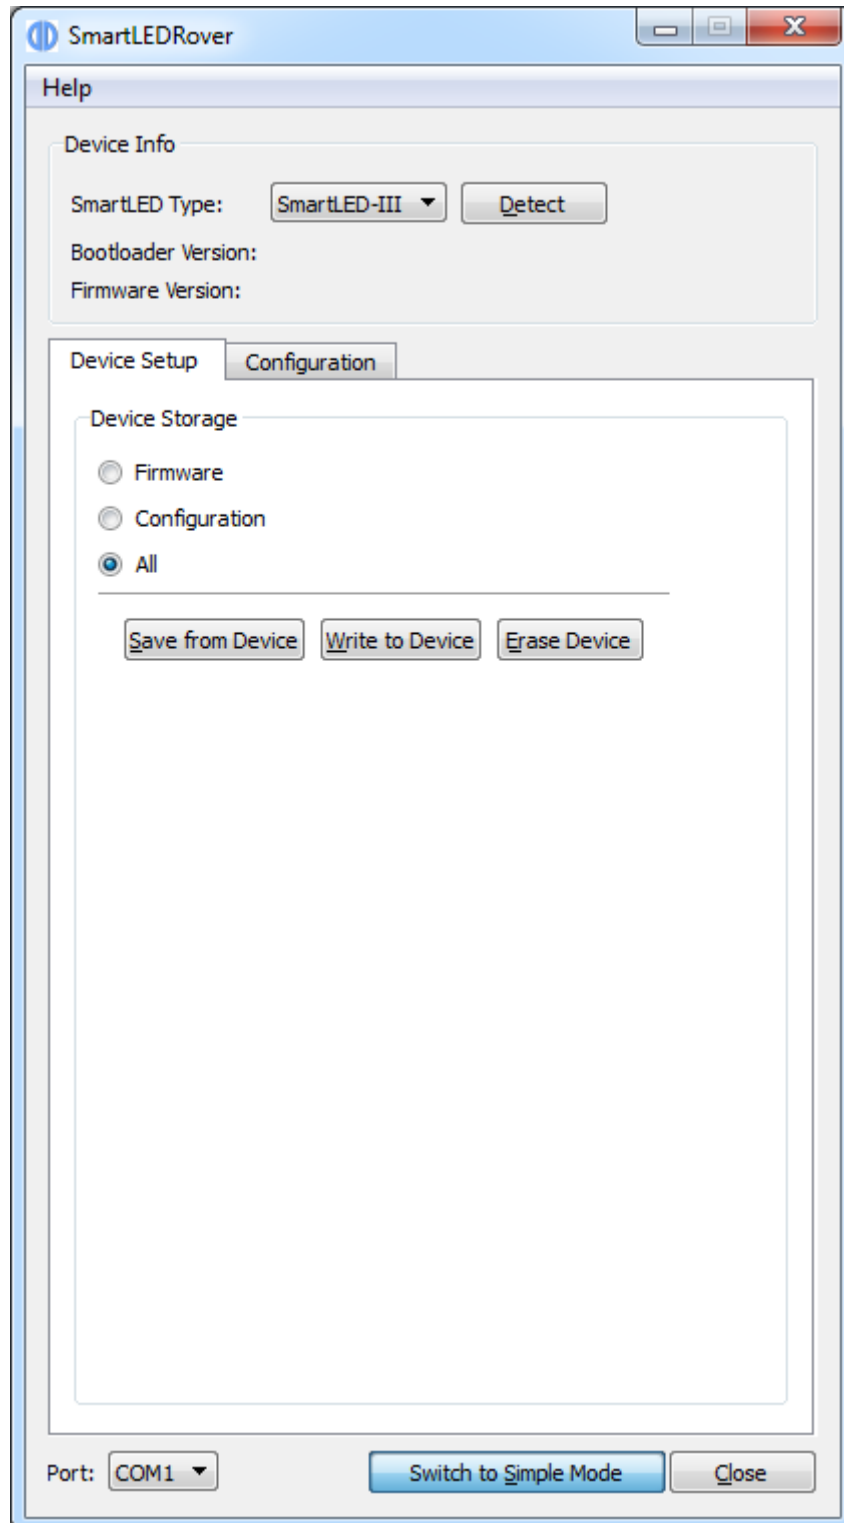 SmartLEDRover
Help
Device Info
SmartLED Type: SmartLED-III Detect
Bootloader Version:
Firmware Version:
Device Setup Configuration
Device Storage
Firmware
Configuration
All
Save from Device Write to Device Erase Device
Port: COM1 Switch to Simple Mode Close